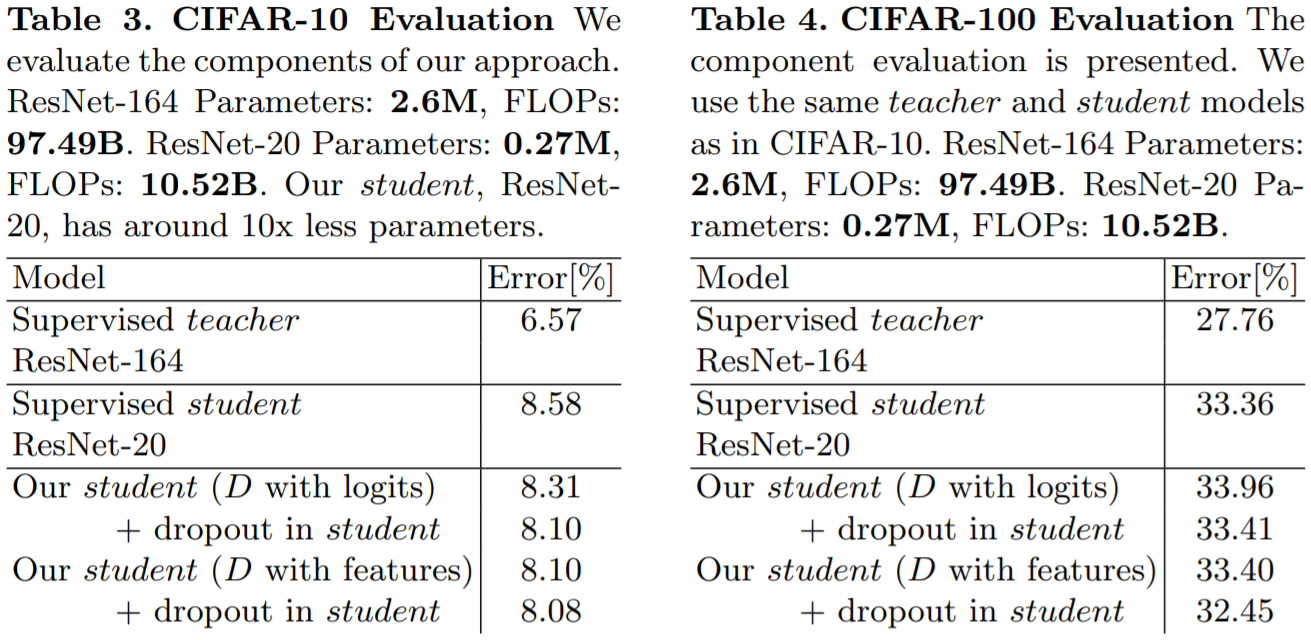 Table 3. CIFAR-10 Evaluation We
evaluate the components of our approach.
ResNet-164 Parameters: 2.6M, FLOPs:
97.49B. ResNet-20 Parameters: 0.27M,
FLOPs: 10.52B. Our student, ResNet-
20, has around 10x less parameters.
Model Error[%]
Supervised teacher 6.57
ResNet-164
Supervised student 8.58
ResNet-20
Our student (D with logits) 8.31
+ dropout in student 8.10
Our student (D with features) 8.10
+ dropout in student 8.08
Table 4. CIFAR-100 Evaluation The
component evaluation is presented. We
use the same teacher and student models
as in CIFAR-10. ResNet-164 Parameters:
2.6M, FLOPs: 97.49B. ResNet-20 Pa-
rameters: 0.27M, FLOPs: 10.52B.
Model Error[%]
Supervised teacher 27.76
ResNet-164
Supervised student 33.36
ResNet-20
Our student (D with logits) 33.96
+ dropout in student 33.41
Our student (D with features) 33.40
+ dropout in student 32.45